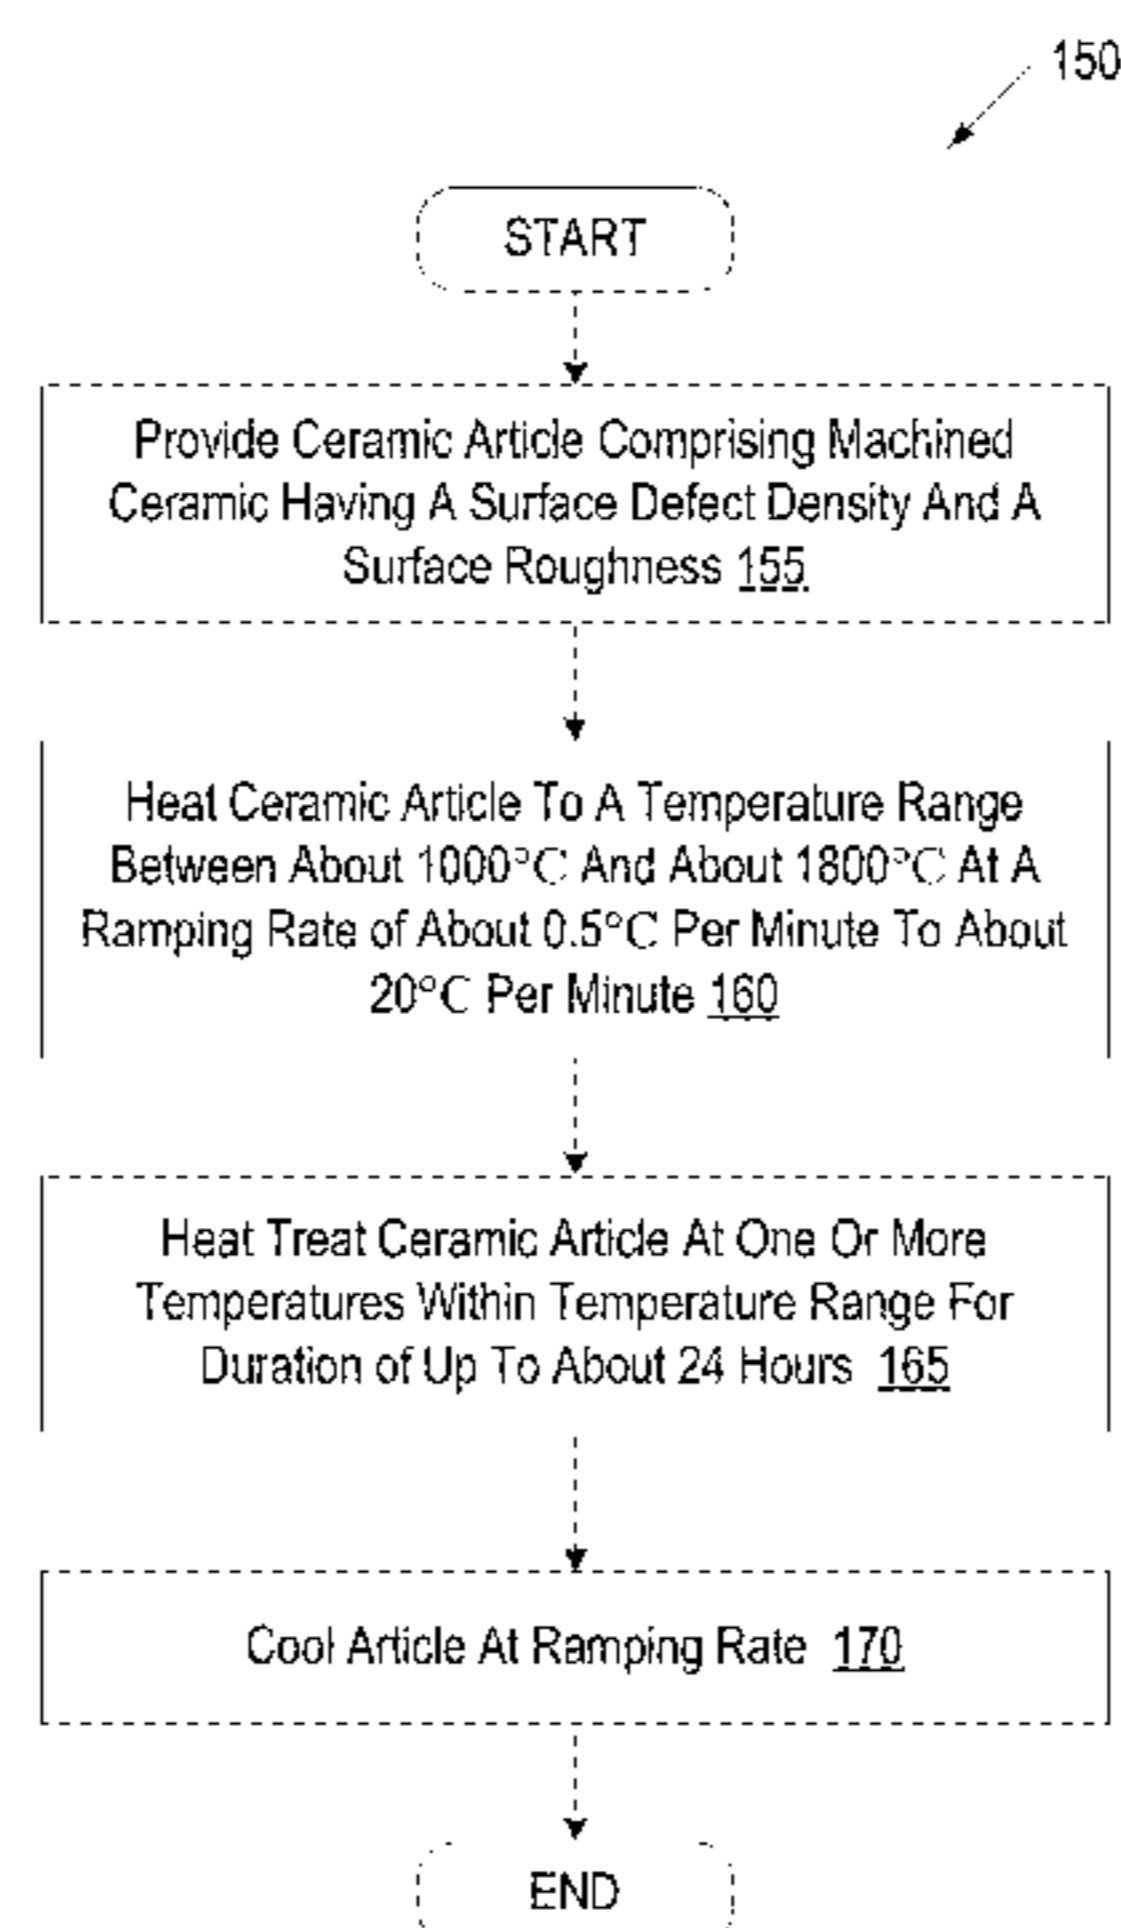 150
START
Provide Ceramic Article Comprising Machined
Ceramic Having A Surface Defect Density And A
Surface Roughness 155
Heat Ceramic Article To A Temperature Range
Between About 1000°C And About 1800°C At A
Ramping Rate of About 0.5°C Per Minute To About
20°C Per Minute 160
Heat Treat Ceramic Article At One Or More
Temperatures Within Temperature Range For
Duration of Up To About 24 Hours 165
Cool Article At Ramping Rate 170
END